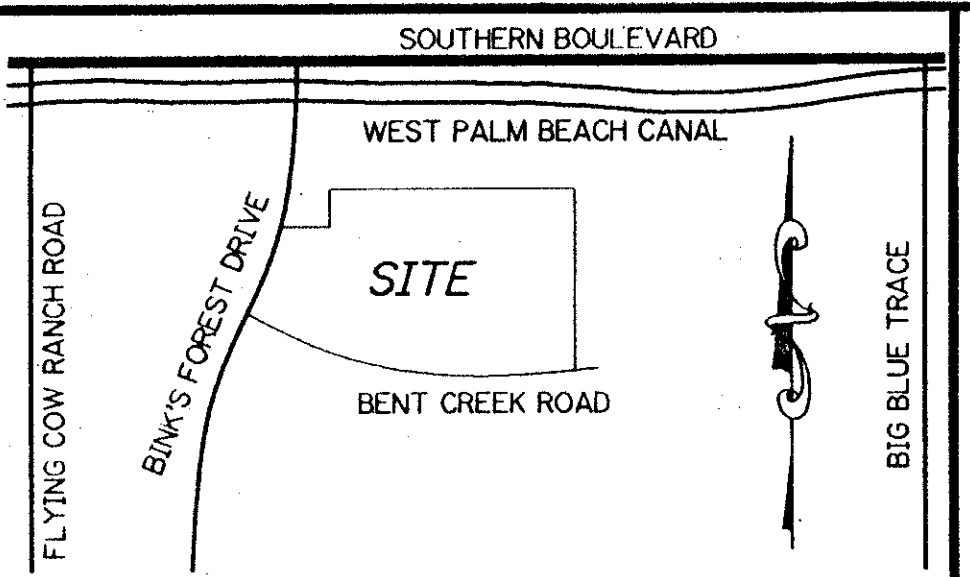 SOUTHERN BOULEVARD
WEST PALM BEACH CANAL
FLYING COW RANCH ROAD
BINK'S FOREST DRIVE
SITE
BENT CREEK ROAD
BIG BLUE TRACE